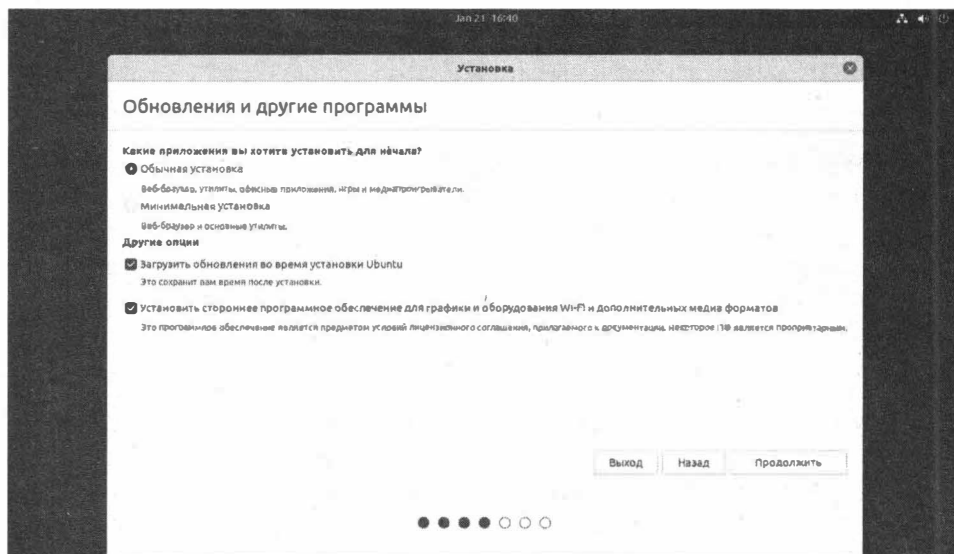 Jan 21 16:40
Установка
Обновления и другие программы
Какие приложения вы хотите установить для начала?
Обычная установка
Веб-браузер, утилиты, офисные приложения, игры и медиапроигрыватели.
Минимальная установка
Веб-браузер и основные утилиты.
Другие опции
Загрузить обновления во время установки Ubuntu
Это сохранит вам время после установки.
Установить стороннее программное обеспечение для графики и оборудования Wi-Fi и дополнительных медиа форматов
Это программное обеспечение является предметом условий лицензионного соглашения, прилагаемого к документации. некоторое ПО является проприетарным.
Выход Назад Продолжить